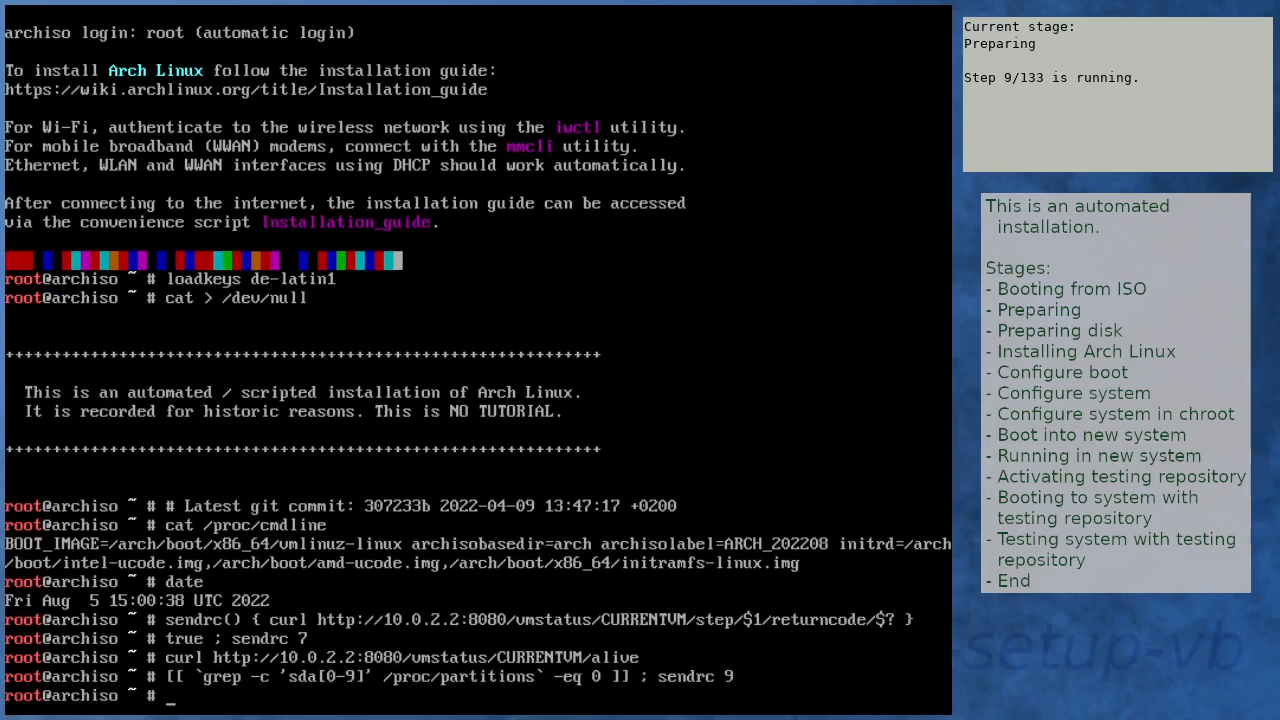 archiso login: root (automatic login)
To install Arch Linux follow the installation guide:
https://wiki.archlinux.org/title/Installation_guide
For Wi-Fi, authenticate to the wireless network using the iwctl utility.
For mobile broadband (WWAN) modems, connect with the mmcli utility.
Ethernet, WLAN and WWAN interfaces using DHCP should work automatically.
After connecting to the internet, the installation guide can be accessed
via the convenience script Installation_guide.
root@archiso ~ # loadkeys de-latin1
root@archiso ~ # cat > /dev/null
+++++++++++++++++++++++++++++++++++++++++++++++++++++++++++++++
This is an automated / scripted installation of Arch Linux.
It is recorded for historic reasons. This is NO TUTORIAL.
+++++++++++++++++++++++++++++++++++++++++++++++++++++++++++++++
root@archiso ~ # # Latest git commit: 307233b 2022-04-09 13:47:17 +0200
root@archiso ~ # cat /proc/cmdline
BOOT_IMAGE=/arch/boot/x86_64/vmlinuz-linux archisobasedir=arch archisolabel=ARCH_202208 initrd=/arch
/boot/intel-ucode.img,/arch/boot/amd-ucode.img,/arch/boot/x86_64/initramfs-linux.img
root@archiso ~ # date
Fri Aug  5 15:00:38 UTC 2022
root@archiso ~ # sendrc() { curl http://10.0.2.2:8080/vmstatus/CURRENTVM/step/$1/returncode/$? }
root@archiso ~ # true ; sendrc 7
root@archiso ~ # curl http://10.0.2.2:8080/vmstatus/CURRENTVM/alive
root@archiso ~ # [[ `grep -c 'sda[0-9]' /proc/partitions` -eq 0 ]] ; sendrc 9
root@archiso ~ # _
Current stage:
Preparing
Step 9/133 is running.
This is an automated
installation.
Stages:
- Booting from ISO
- Preparing
- Preparing disk
- Installing Arch Linux
- Configure boot
- Configure system
- Configure system in chroot
- Boot into new system
- Running in new system
- Activating testing repository
- Booting to system with
testing repository
- Testing system with testing
repository
- End
-setup-vb